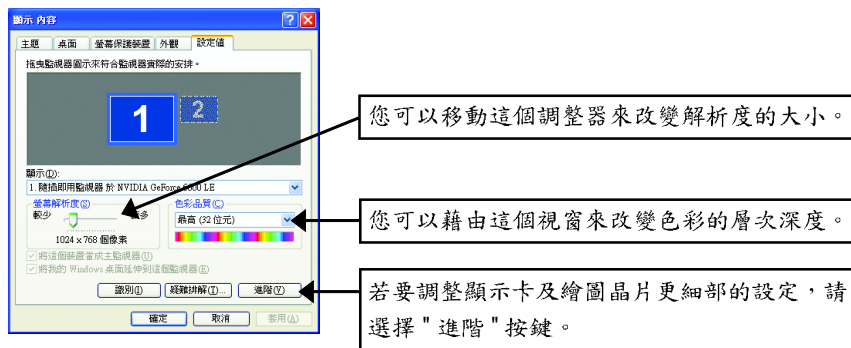 顯示 內容
主題 桌面 螢幕保護裝置 外觀 設定值
拖曳監視器圖示來符合監視器實際的安排。
1 2
您可以移動這個調整器來改變解析度的大小。
顯示(D):
1. 隨插即用監視器 於 NVIDIA GeForce 6600 LE
螢幕解析度(S) 色彩品質(C)
較少 較多 最高 (32 位元)
您可以藉由這個視窗來改變色彩的層次深度。
1024 x 768 個像素
將這個裝置當成主監視器(U)
將我的 Windows 桌面延伸到這個監視器(E)
識別(I) 疑難排解(T)... 進階(V)
若要調整顯示卡及繪圖晶片更細部的設定，請
選擇 " 進階 " 按鍵。
確定 取消 套用(A)